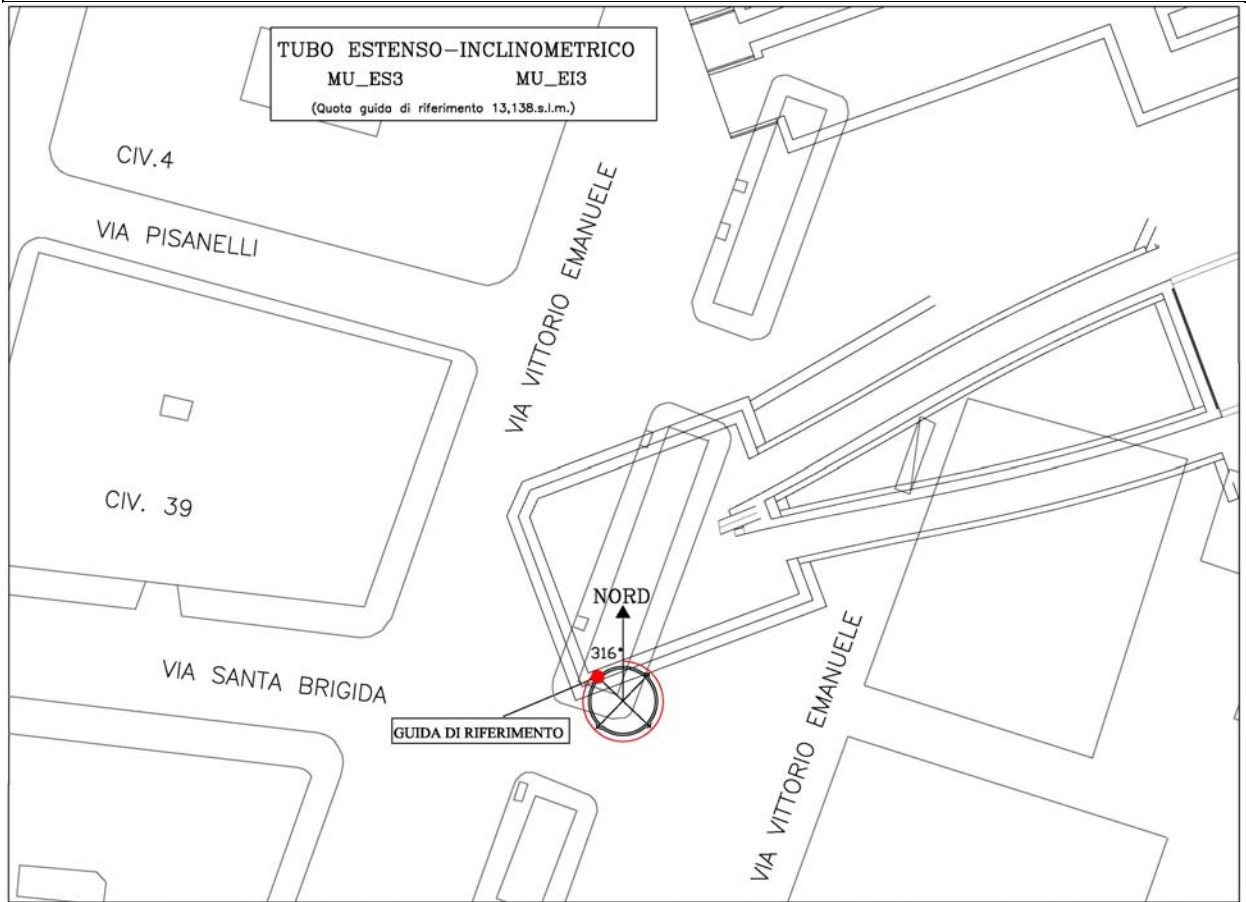 TUBO ESTENSO-INCLINOMETRICO
MU_ES3 MU_EI3
(Quota guida di riferimento 13,138.s.l.m.)
CIV.4
VIA PISANELLI
VIA VITTORIO EMANUELE
CIV. 39
NORD
316°
VIA SANTA BRIGIDA
GUIDA DI RIFERIMENTO
VIA VITTORIO EMANUELE